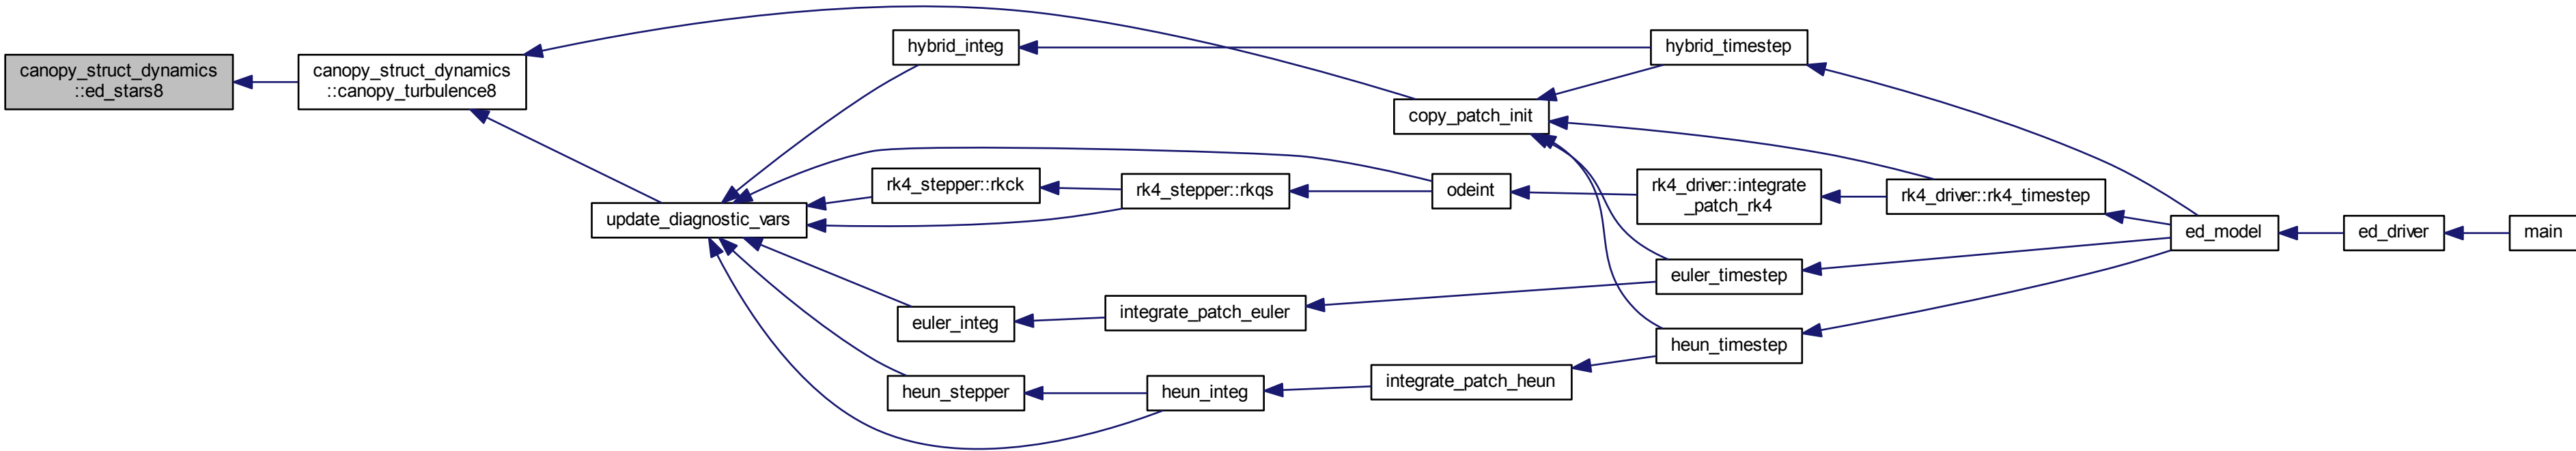 canopy_struct_dynamics
::ed_stars8
canopy_struct_dynamics
::canopy_turbulence8
update_diagnostic_vars
hybrid_integ
rk4_stepper::rkck
rk4_stepper::rkqs
euler_integ
integrate_patch_euler
heun_stepper
heun_integ
integrate_patch_heun
copy_patch_init
odeint
hybrid_timestep
rk4_driver::integrate
_patch_rk4
rk4_driver::rk4_timestep
euler_timestep
heun_timestep
ed_model
ed_driver
main